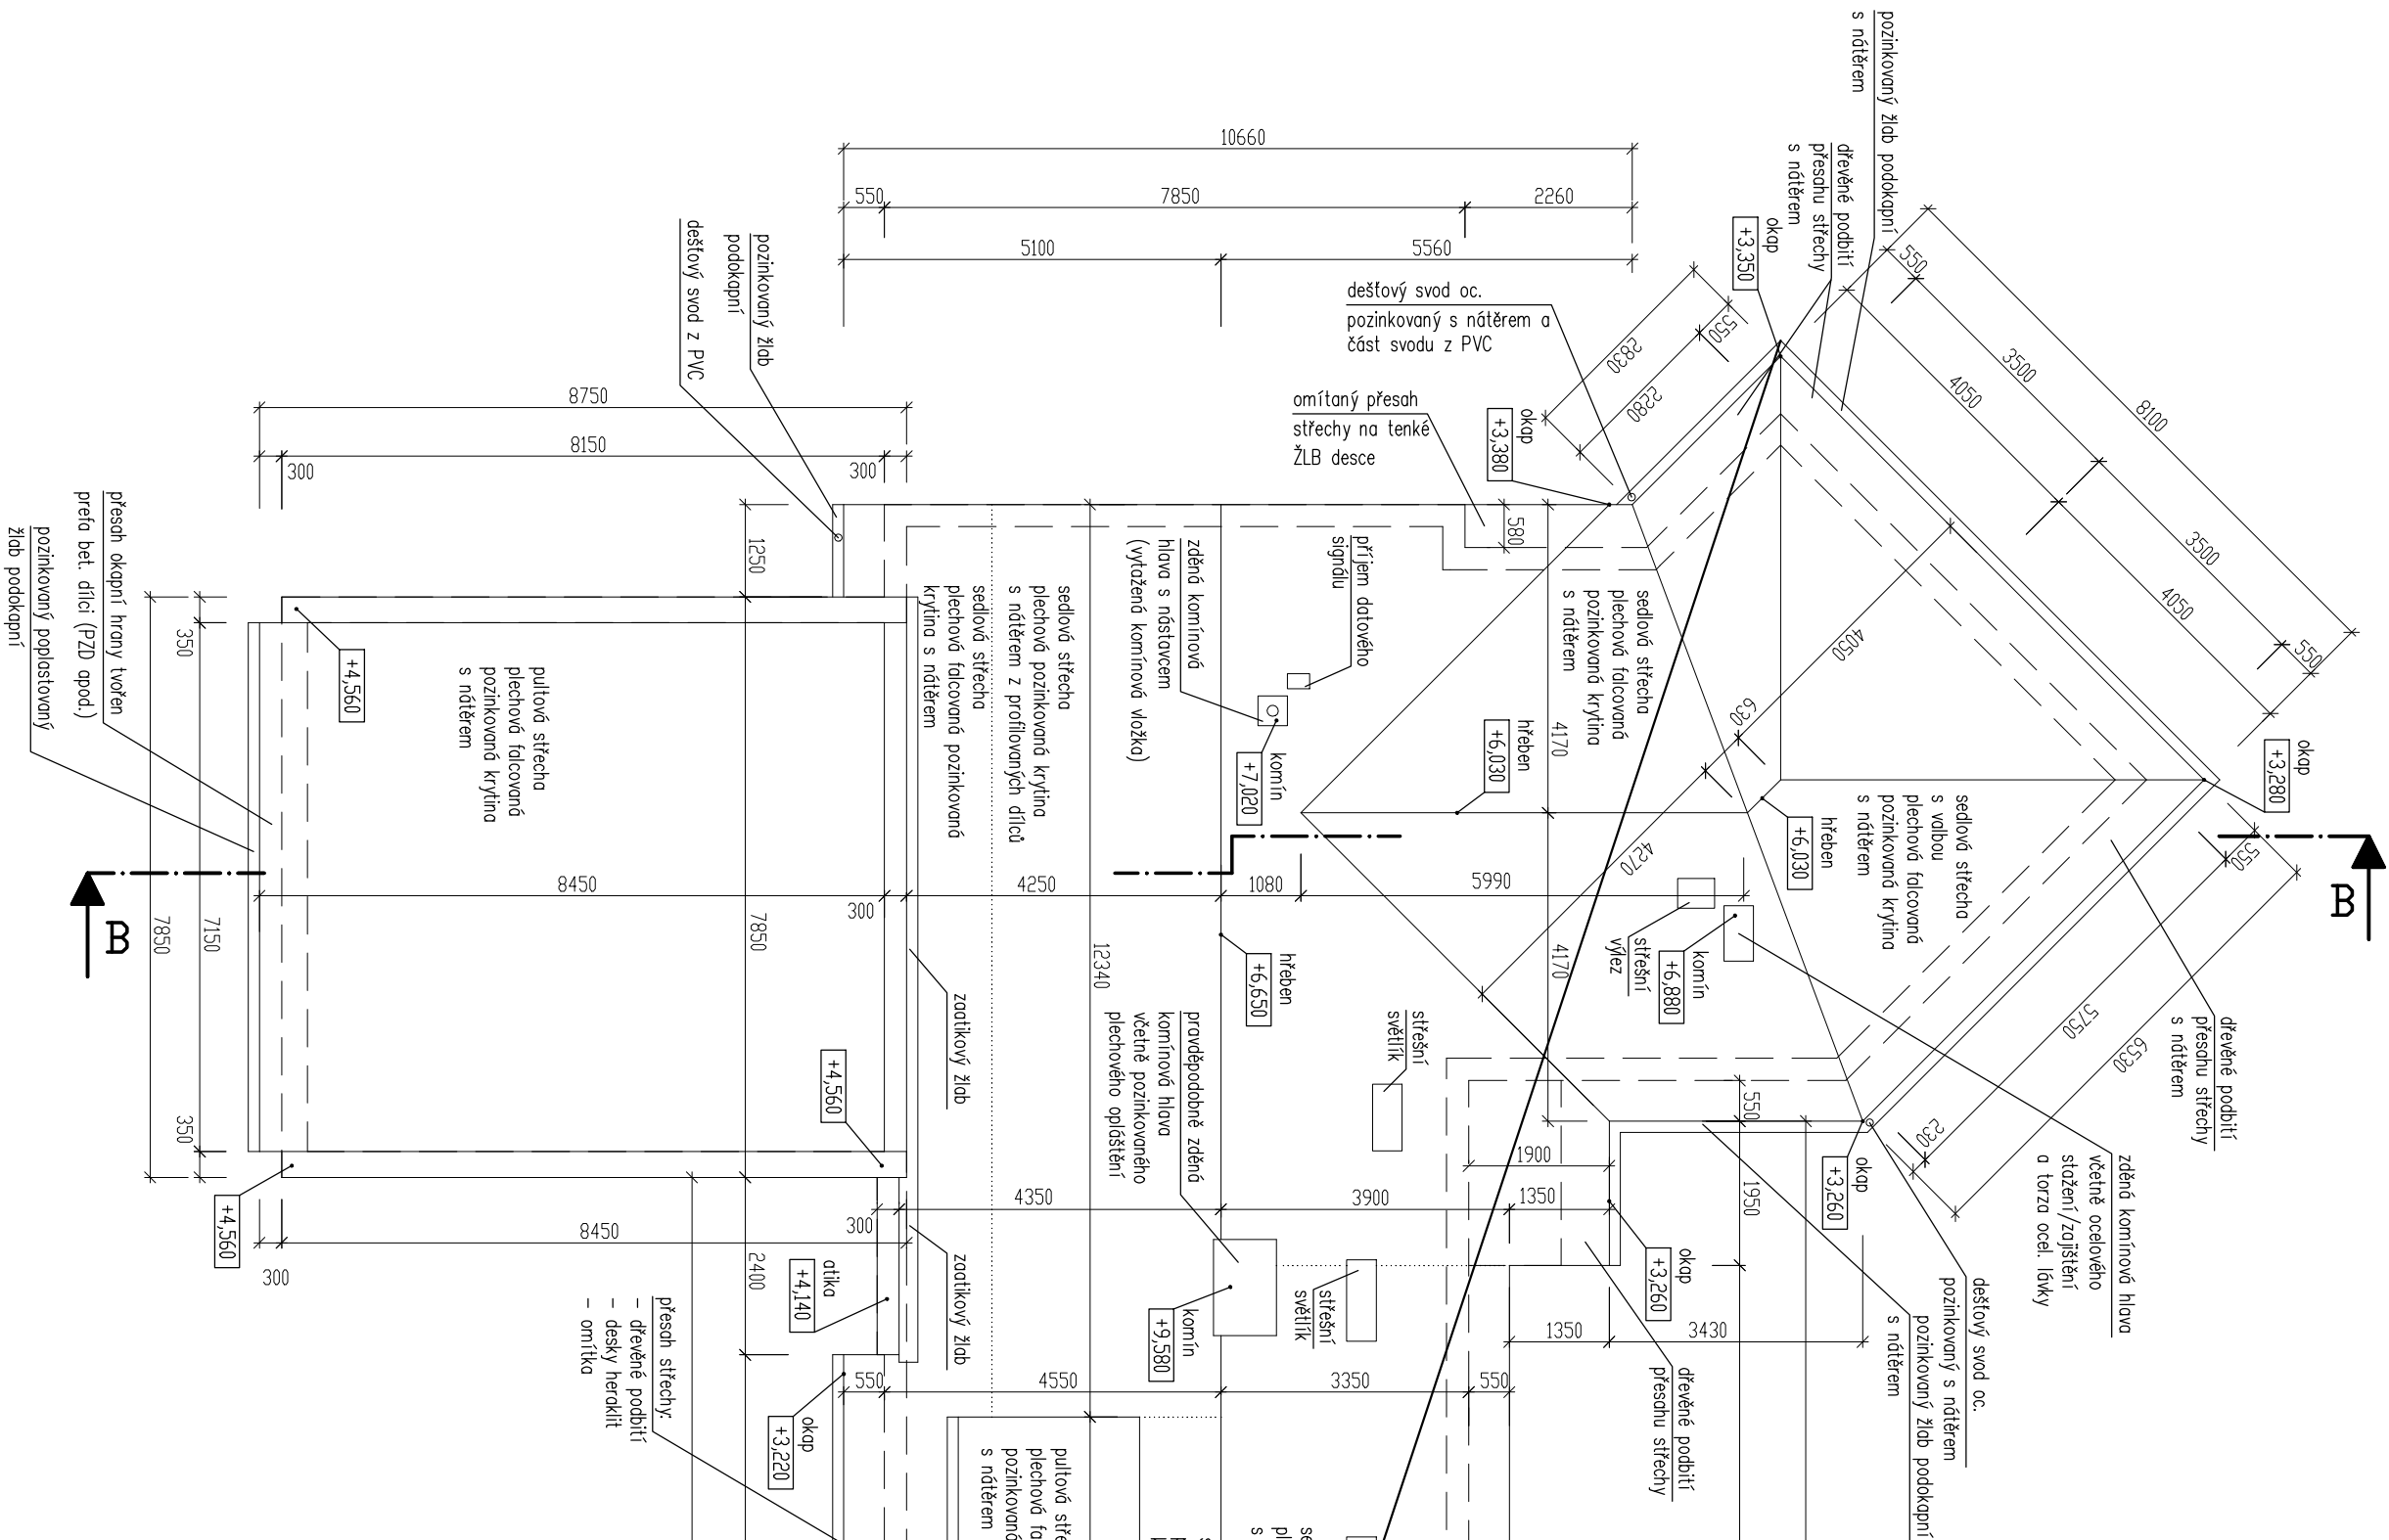 pozinkovaný žlab podokapní
s nátěrem
dřevěné podbití
přesahu střechy
s nátěrem
okap
+3,350
8100
550
3500
4050
3500
4050
550
okap
+3,280
10660
550
7850
2260
5100
5560
dešťový svod oc.
pozinkovaný s nátěrem a
část svodu z PVC
omítaný přesah
střechy na tenké
ŽLB desce
okap
+3,380
2830
550
2280
pozinkovaný žlab
podokapní
dešťový svod z PVC
8750
8150
300
300
přesah okapní hrany tvořen
prefa bet. dílci (PZD apod.)
pozinkovaný poplastovaný
žlab podokapní
1250
350
+4,560
pultová střecha
plechová falcovaná
pozinkovaná krytina
s nátěrem
sedlová střecha
plechová falcovaná pozinkovaná
krytina s nátěrem
sedlová střecha
plechová pozinkovaná krytina
s nátěrem z profilovaných dílců
zděná komínová
hlava s nástavcem
(vytažená komínová vložka)
příjem datového
signálu
komín
+7,020
580
sedlová střecha
plechová falcovaná
pozinkovaná krytina
s nátěrem
4170
hřeben
+6,030
4050
630
4270
hřeben
+6,030
sedlová střecha
s valbou
plechová falcovaná
pozinkovaná krytina
s nátěrem
550
5750
6530
230
B
B
8450
300
4250
1080
5990
7850
7150
7850
12340
4170
hřeben
+6,650
střešní
výlez
komín
+6,880
dřevěné podbití
přesahu střechy
s nátěrem
zaatikový žlab
+4,560
pravděpodobně zděná
komínová hlava
včetně pozinkovaného
plechového opláštění
střešní
světlík
350
+4,560
8450
300
4350
300
3900
1350
1900
550
1950
okap
+3,260
okap
+3,260
zděná komínová hlava
včetně ocelového
stažení/zajištění
a torza ocel. lávky
dešťový svod oc.
pozinkovaný s nátěrem
pozinkovaný žlab podokapní
s nátěrem
2400
atika
+4,140
zaatikový žlab
komín
+9,580
střešní
světlík
1350
3430
dřevěné podbití
přesahu střechy
přesah střechy:
- dřevěné podbití
- desky heraklit
- omítka
okap
+3,220
550
4550
3350
550
pultová stře
plechová fa
pozinkovaná
s nátěrem
se
pl
s